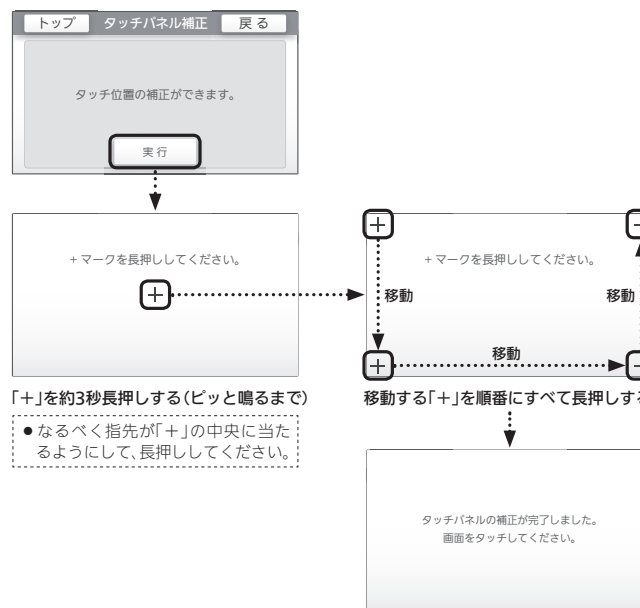 トップ タッチパネル補正 戻る
タッチ位置の補正ができます。
実行
+マークを長押ししてください。
+
「+」を約3秒長押しする(ピッと鳴るまで)
●なるべく指先が「+」の中央に当た
るようにして、長押ししてください。
+
+マークを長押ししてください。
移動
移動
+
移動
移動する「+」を順番にすべて長押しする
タッチパネルの補正が完了しました。
画面をタッチしてください。